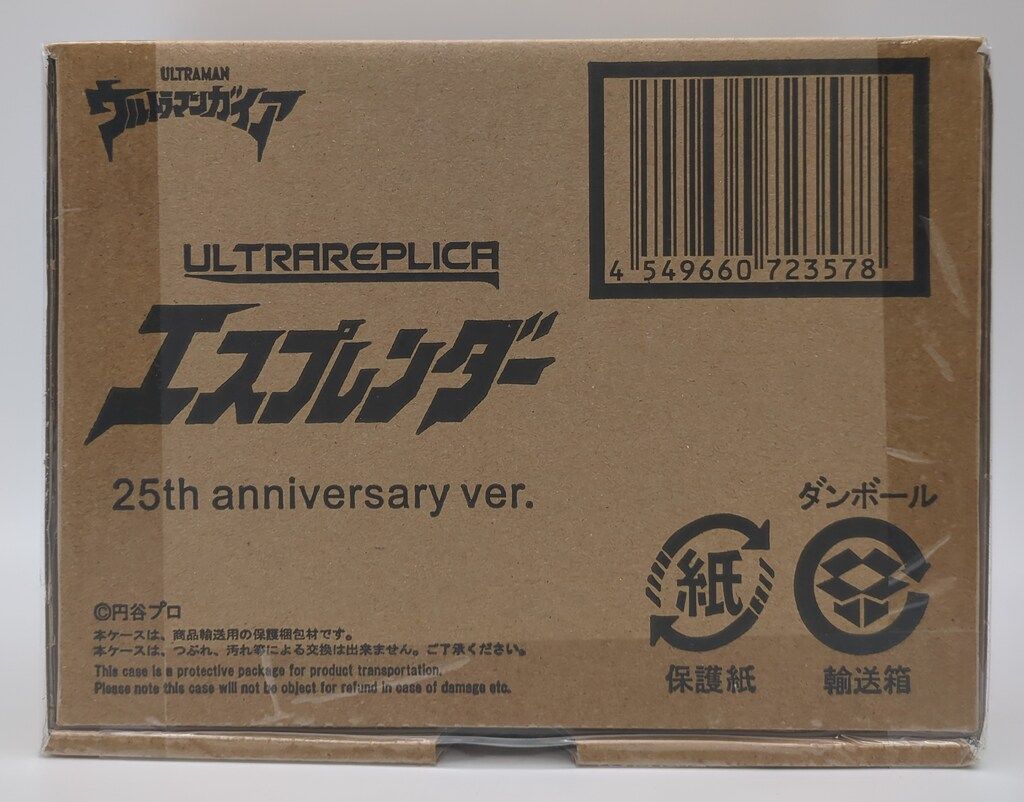 ULTRAMAN
ウルトラマンガイア
4 549660 723578
ULTRAREPLICA
エスプレンダー
25th anniversary ver.
ダンボール
紙
保護紙
輸送箱
©円谷プロ
本ケースは、商品輸送用の保護梱包材です。
本ケースは、つぶれ、汚れ等による交換は出来ません。ご了承ください。
This case is a protective package for product transportation.
Please note this case will not be object for refund in case of damage etc.